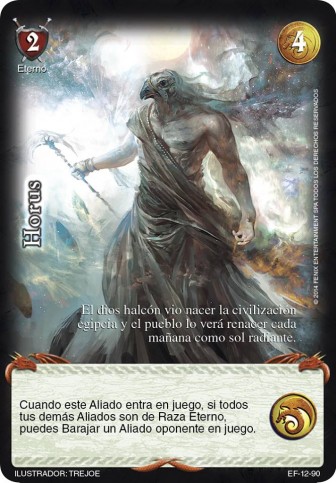 2
4
Eterno
Horus
© 2014 FENIX ENTERTAINMENT SPA TODOS LOS DERECHOS RESERVADOS
El dios halcón vio nacer la civilización
egipcia y el pueblo lo verá renacer cada
mañana como sol radiante.
Cuando este Aliado entra en juego, si todos
tus demás Aliados son de Raza Eterno,
puedes Barajar un Aliado oponente en juego.
ILUSTRADOR: TREJOE
EF-12-90